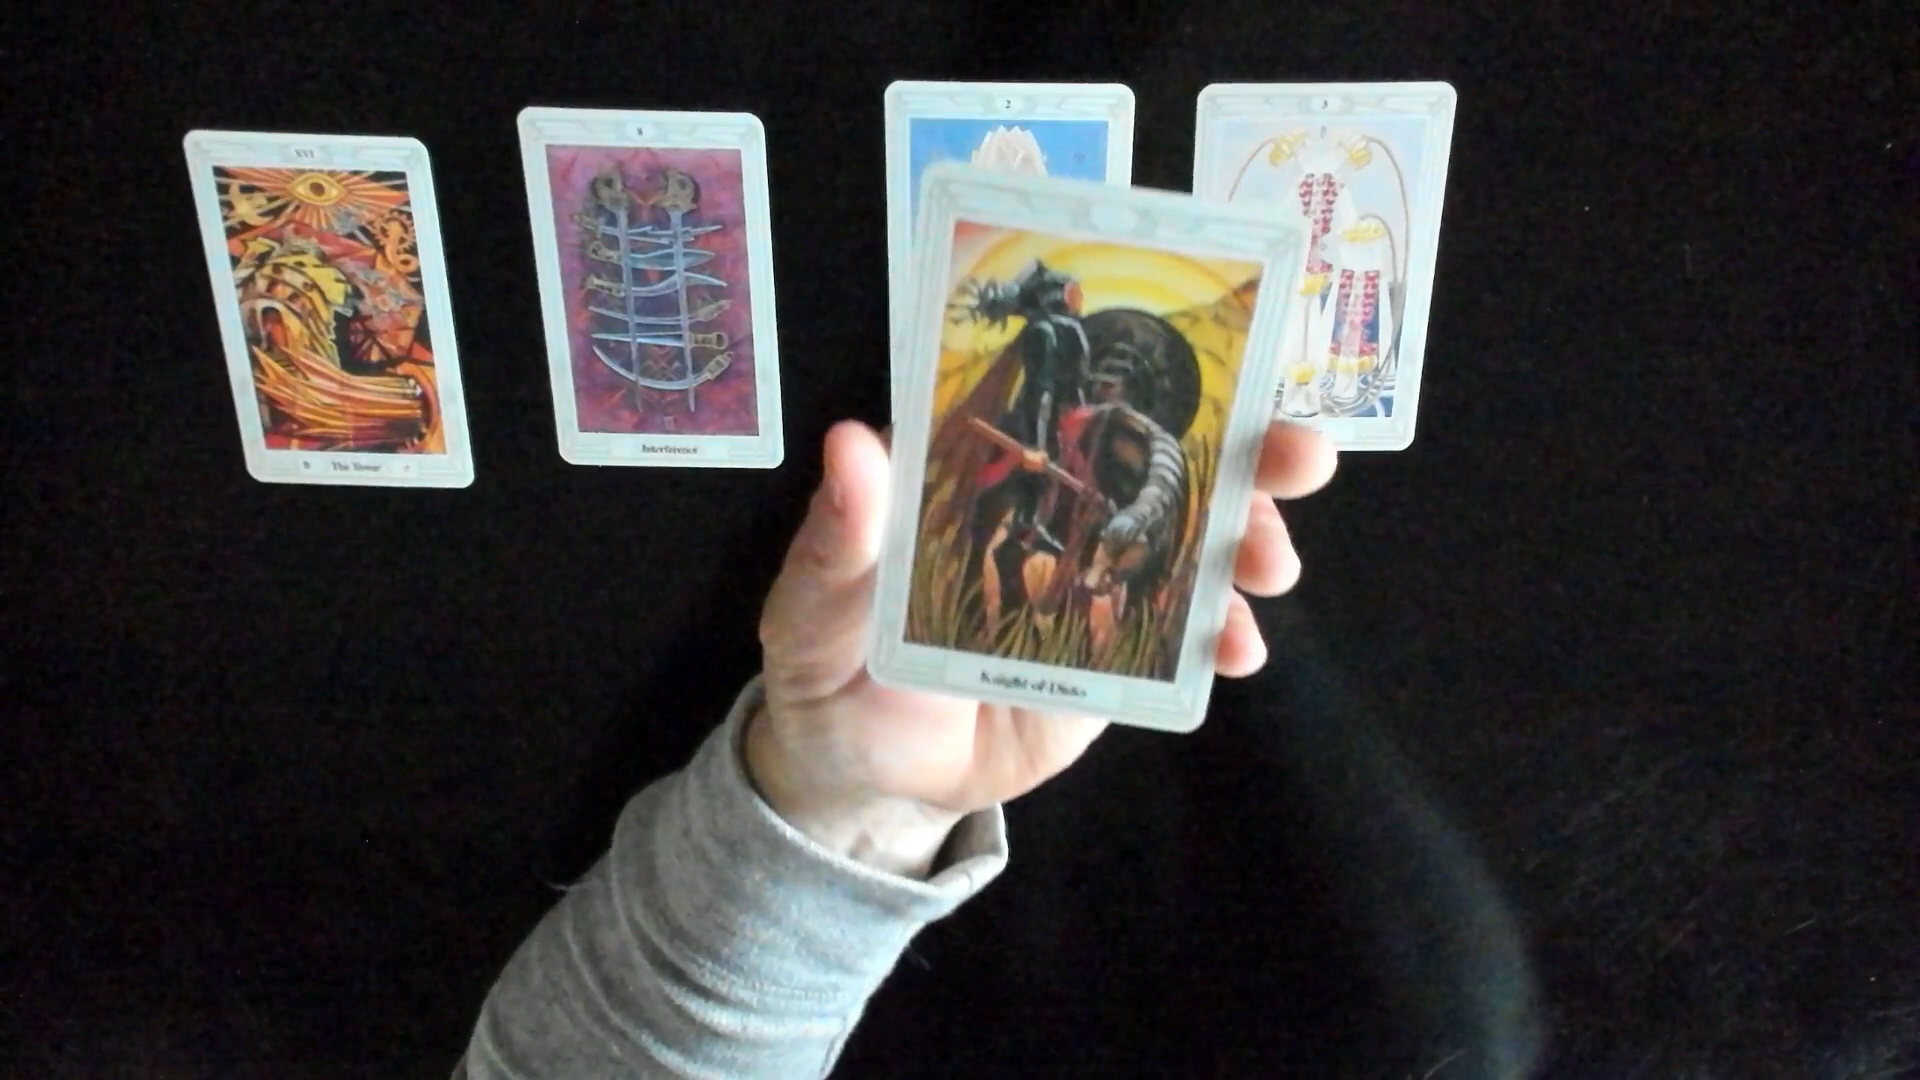 XVI
The Tower
8
Interference
2
3
Knight of Disks